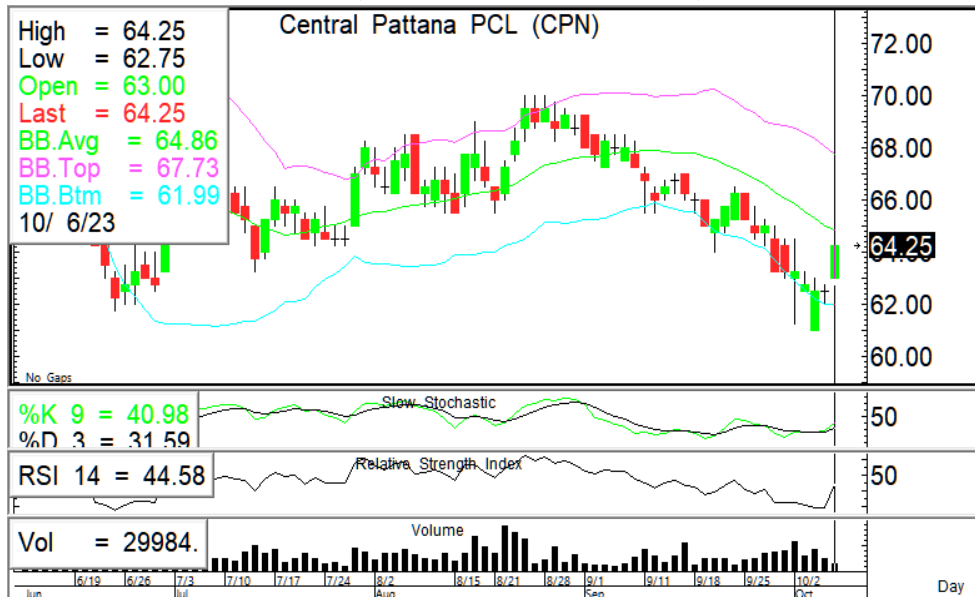 Central Pattana PCL (CPN)
High = 64.25
Low = 62.75
Open = 63.00
Last = 64.25
BB.Avg = 64.86
BB.Top = 67.73
BB.Btm = 61.99
10/ 6/23
72.00
70.00
68.00
66.00
64.25
62.00
60.00
No Gaps
Slow Stochastic
%K 9 = 40.98
%D 3 = 31.59
50
Relative Strength Index
RSI 14 = 44.58
50
Volume
Vol = 29984.
6/19 6/26 7/3 7/10 7/17 7/24 8/2 8/15 8/21 8/28 9/1 9/11 9/18 9/25 10/2
Jun Jul Aug Sep Oct
Day